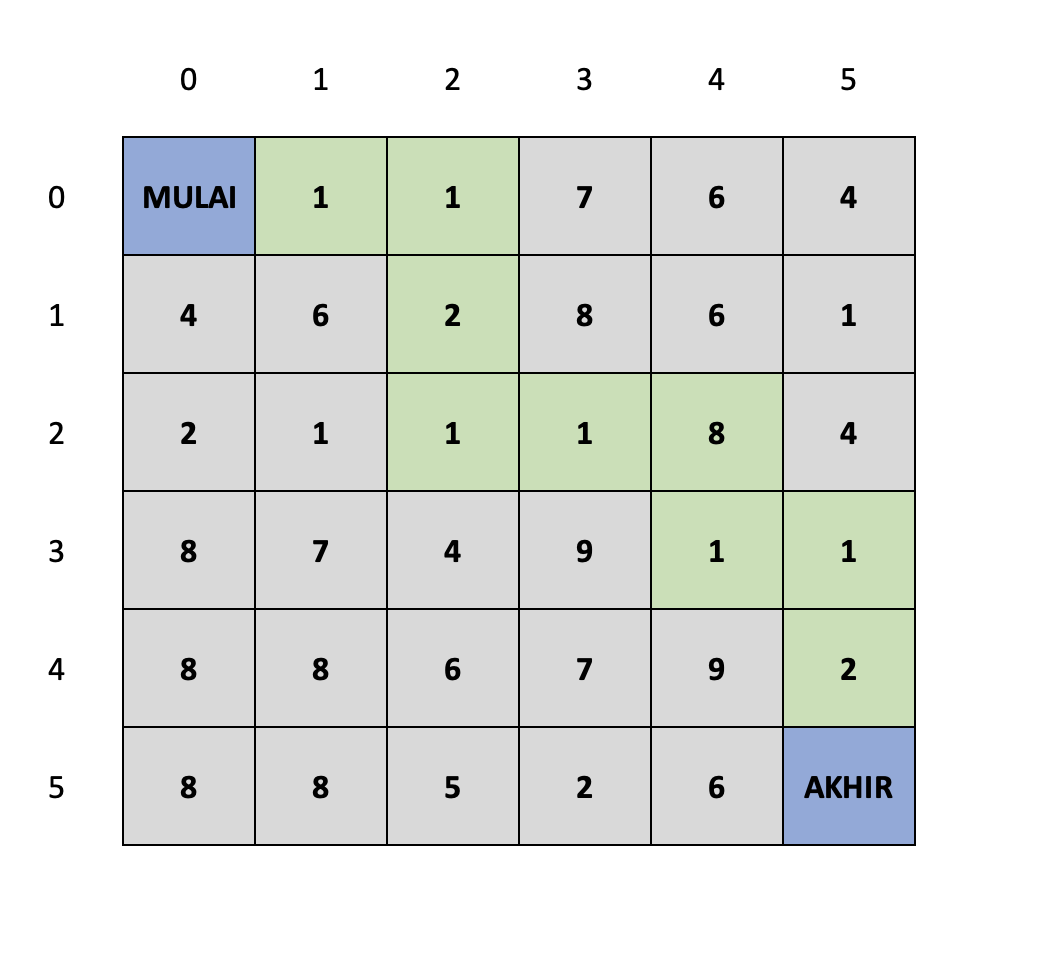 0 1 2 3 4 5
0 MULAI 1 1 7 6 4
1 4 6 2 8 6 1
2 2 1 1 1 8 4
3 8 7 4 9 1 1
4 8 8 6 7 9 2
5 8 8 5 2 6 AKHIR